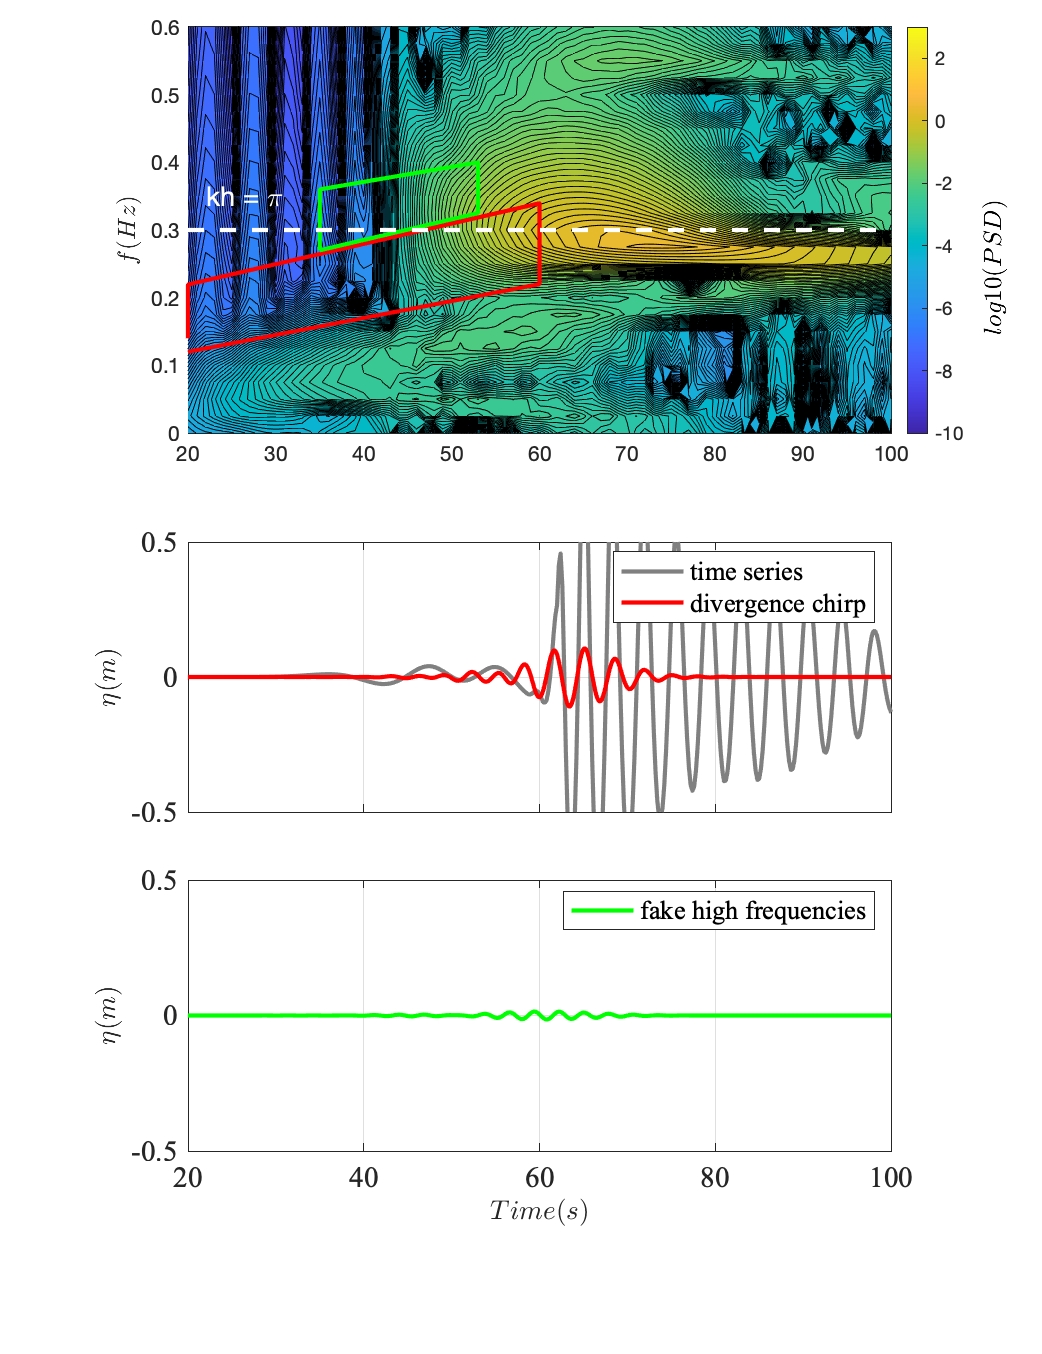 0.6
0.5
0.4
0.3
0.2
0.1
0
f(Hz)
kh = π
20 30 40 50 60 70 80 90 100
2
0
-2
-4
-6
-8
-10
log10(PSD)
0.5
0
-0.5
η(m)
time series
divergence chirp
0.5
0
-0.5
η(m)
fake high frequencies
20 40 60 80 100
Time(s)